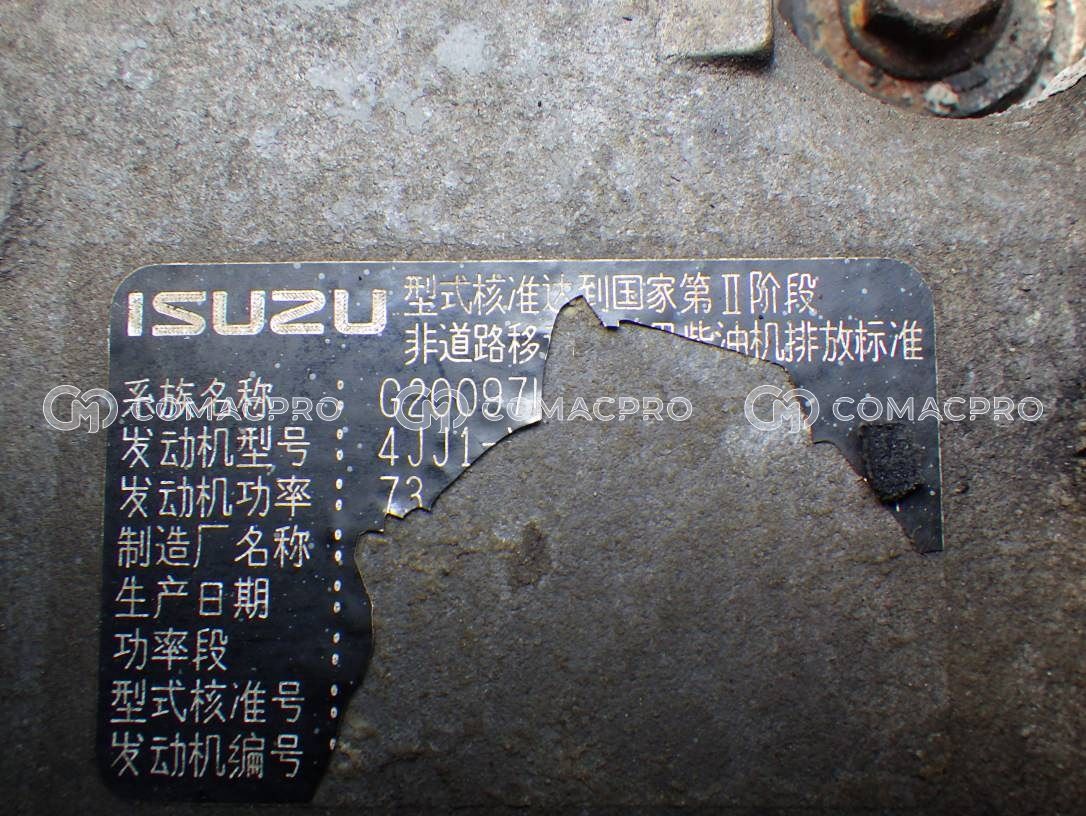 ISUZU
型式核准达到国家第Ⅱ阶段
非道路移 柴油机排放标准
系族名称：G20097
COMACPRO COMACPRO COMACPRO
发动机型号：4JJ1-
发动机功率：73
制造厂名称：
生产日期：
功率段：
型式核准号：
发动机编号：